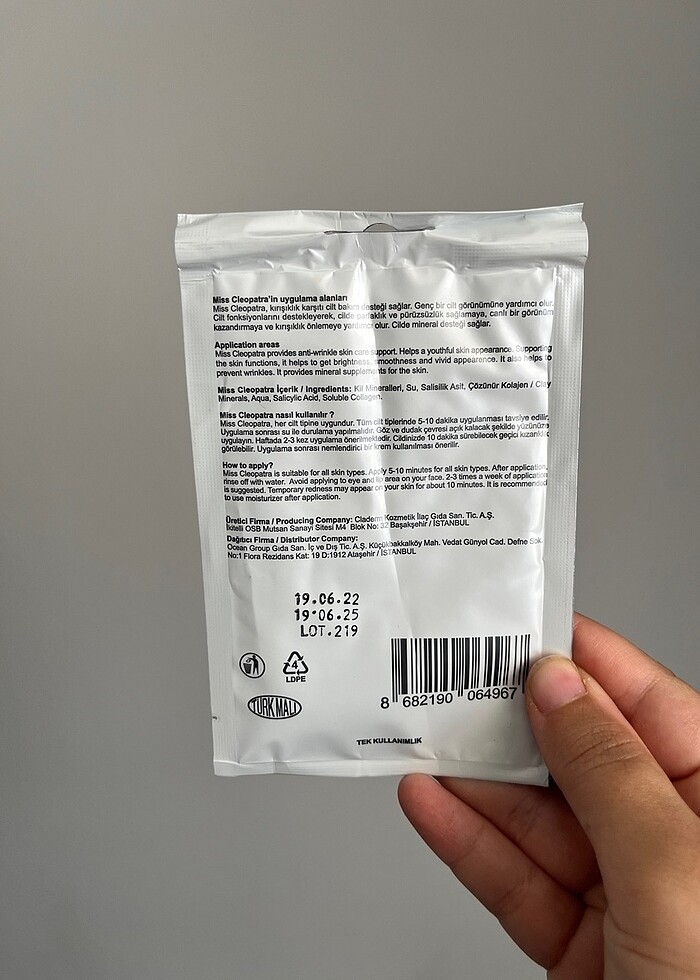 Miss Cleopatra'in uygulama alanları
Miss Cleopatra, kırışıklık karşıtı cilt bakım desteği sağlar. Genç bir cilt görünümüne yardımcı olur.
Cilt fonksiyonlarını destekleyerek, cilde parlaklık ve pürüzsüzlük sağlamaya, canlı bir görünüm
kazandırmaya ve kırışıklık önlemeye yardımcı olur. Cilde mineral desteği sağlar.
Application areas
Miss Cleopatra provides anti-wrinkle skin care support. Helps a youthful skin appearance. Supporting
the skin functions, it helps to get brightness, smoothness and vivid appearence. It also helps to
prevent wrinkles. It provides mineral supplements for the skin.
Miss Cleopatra İçerik / Ingredients: Kil Mineralleri, Su, Salisilik Asit, Çözünür Kolajen / Clay
Minerals, Aqua, Salicylic Acid, Soluble Collagen.
Miss Cleopatra nasıl kullanılır ?
Miss Cleopatra, her cilt tipine uygundur. Tüm cilt tiplerinde 5-10 dakika uygulanması tavsiye edilir.
Uygulama sonrası su ile durulama yapılmalıdır. Göz ve dudak çevresi açık kalacak şekilde yüzünüze
uygulayın. Haftada 2-3 kez uygulama önerilmektedir. Cildinizde 10 dakika sürebilecek geçici kızarıklık
görülebilir. Uygulama sonrası nemlendirici bir krem kullanılması önerilir.
How to apply?
Miss Cleopatra is suitable for all skin types. Apply 5-10 minutes for all skin types. After application,
rinse off with water. Avoid applying to eye and lip area on your face. 2-3 times a week of application
is suggested. Temporary redness may appear on your skin for about 10 minutes. It is recommended
to use moisturizer after application.
Üretici Firma / Producing Company: Claderm Kozmetik İlaç Gıda San. Tic. A.Ş.
İkitelli OSB Mutsan Sanayi Sitesi M4 Blok No: 32 Başakşehir / İSTANBUL
Dağıtıcı Firma / Distributor Company:
Ocean Group Gıda San. İç ve Dış Tic. A.Ş. Küçükbakkalköy Mah. Vedat Günyol Cad. Defne Sok.
No:1 Flora Rezidans Kat: 19 D:1912 Ataşehir / İSTANBUL
19.06.22
19.06.25
LOT.219
4
LDPE
TÜRK MALI
8 682190 064967
TEK KULLANIMLIK